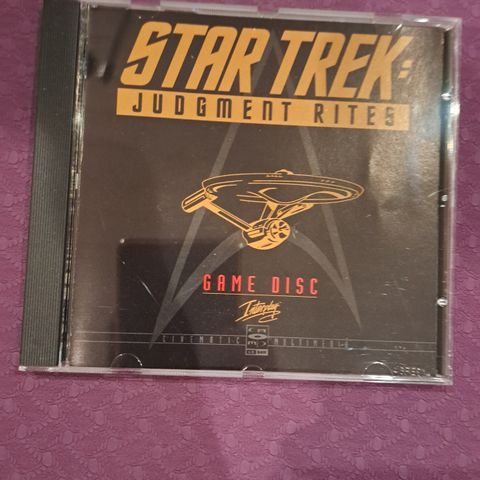 STAR TREK:
JUDGMENT RITES
GAME DISC
Interplay
CINEMATIC MULTIMEDIA